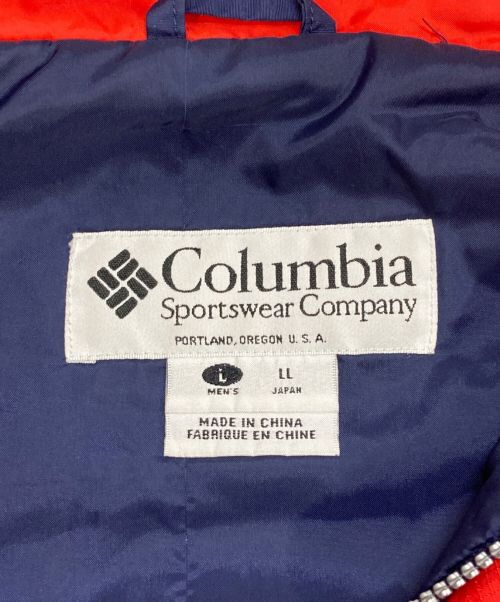 Columbia
Sportswear Company
PORTLAND, OREGON U. S. A.
L LL
MEN'S JAPAN
MADE IN CHINA
FABRIQUE EN CHINE